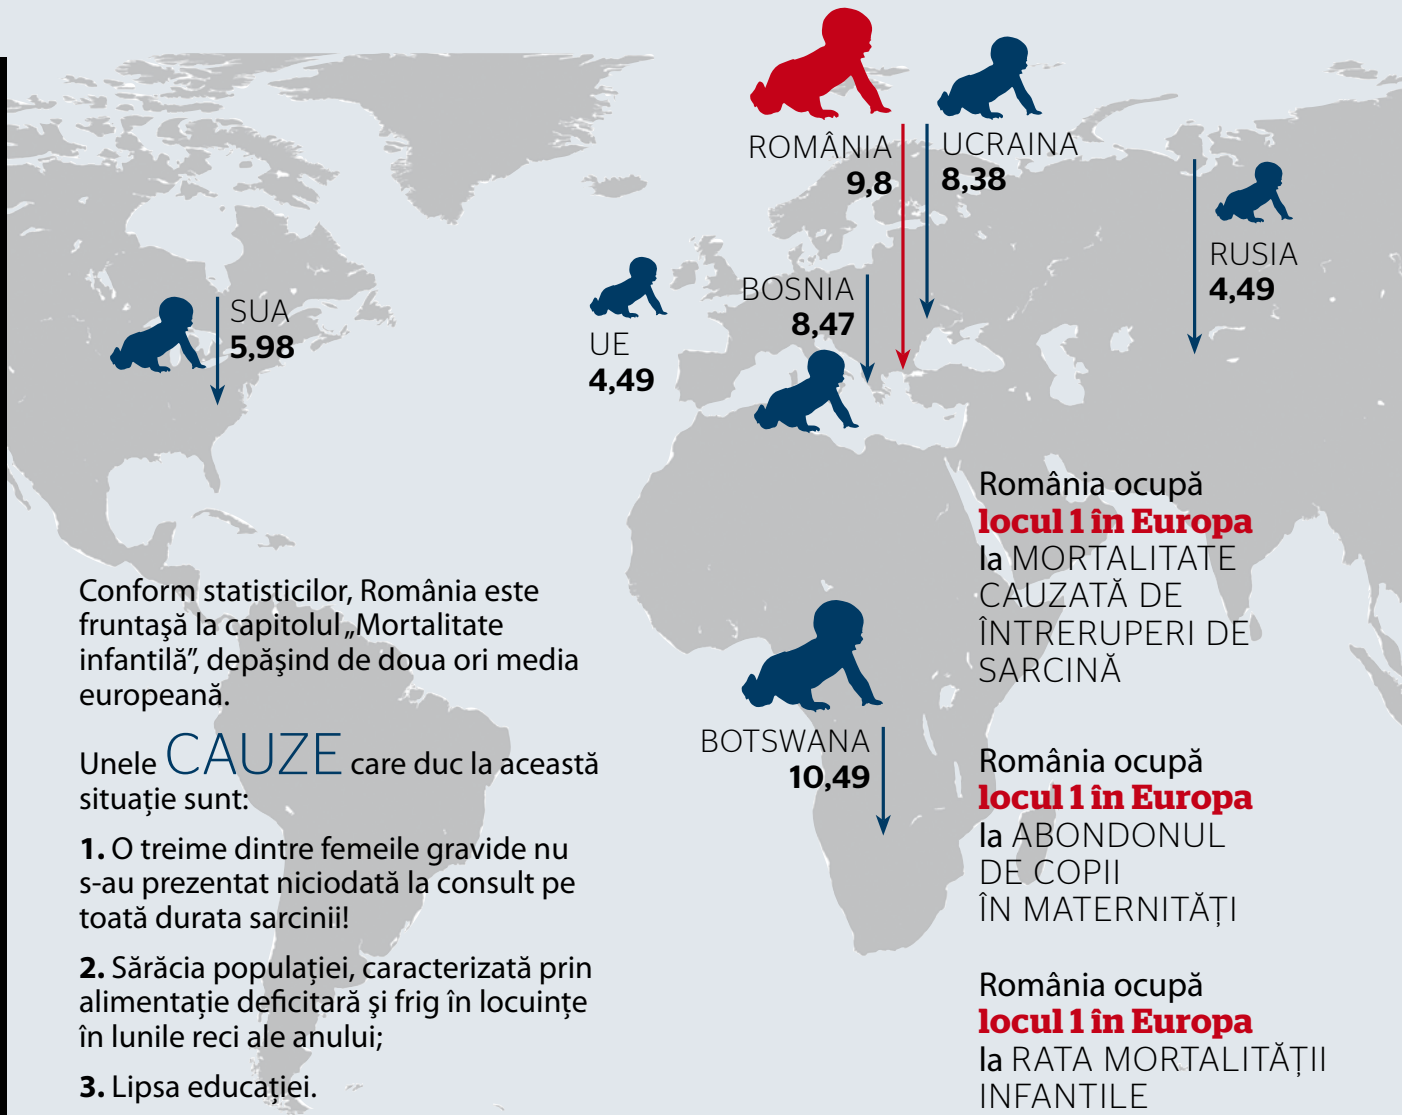 ROMÂNIA
9,8
UCRAINA
8,38
RUSIA
4,49
SUA
5,98
UE
4,49
BOSNIA
8,47
BOTSWANA
10,49
Conform statisticilor, România este
fruntaşă la capitolul „Mortalitate
infantilă”, depăşind de doua ori media
europeană.
Unele CAUZE care duc la această
situație sunt:
1. O treime dintre femeile gravide nu
s-au prezentat niciodată la consult pe
toată durata sarcinii!
2. Sărăcia populației, caracterizată prin
alimentație deficitară şi frig în locuințe
în lunile reci ale anului;
3. Lipsa educației.
România ocupă
locul 1 în Europa
la MORTALITATE
CAUZATĂ DE
ÎNTRERUPERI DE
SARCINĂ
România ocupă
locul 1 în Europa
la ABONDONUL
DE COPII
ÎN MATERNITĂȚI
România ocupă
locul 1 în Europa
la RATA MORTALITĂȚII
INFANTILE